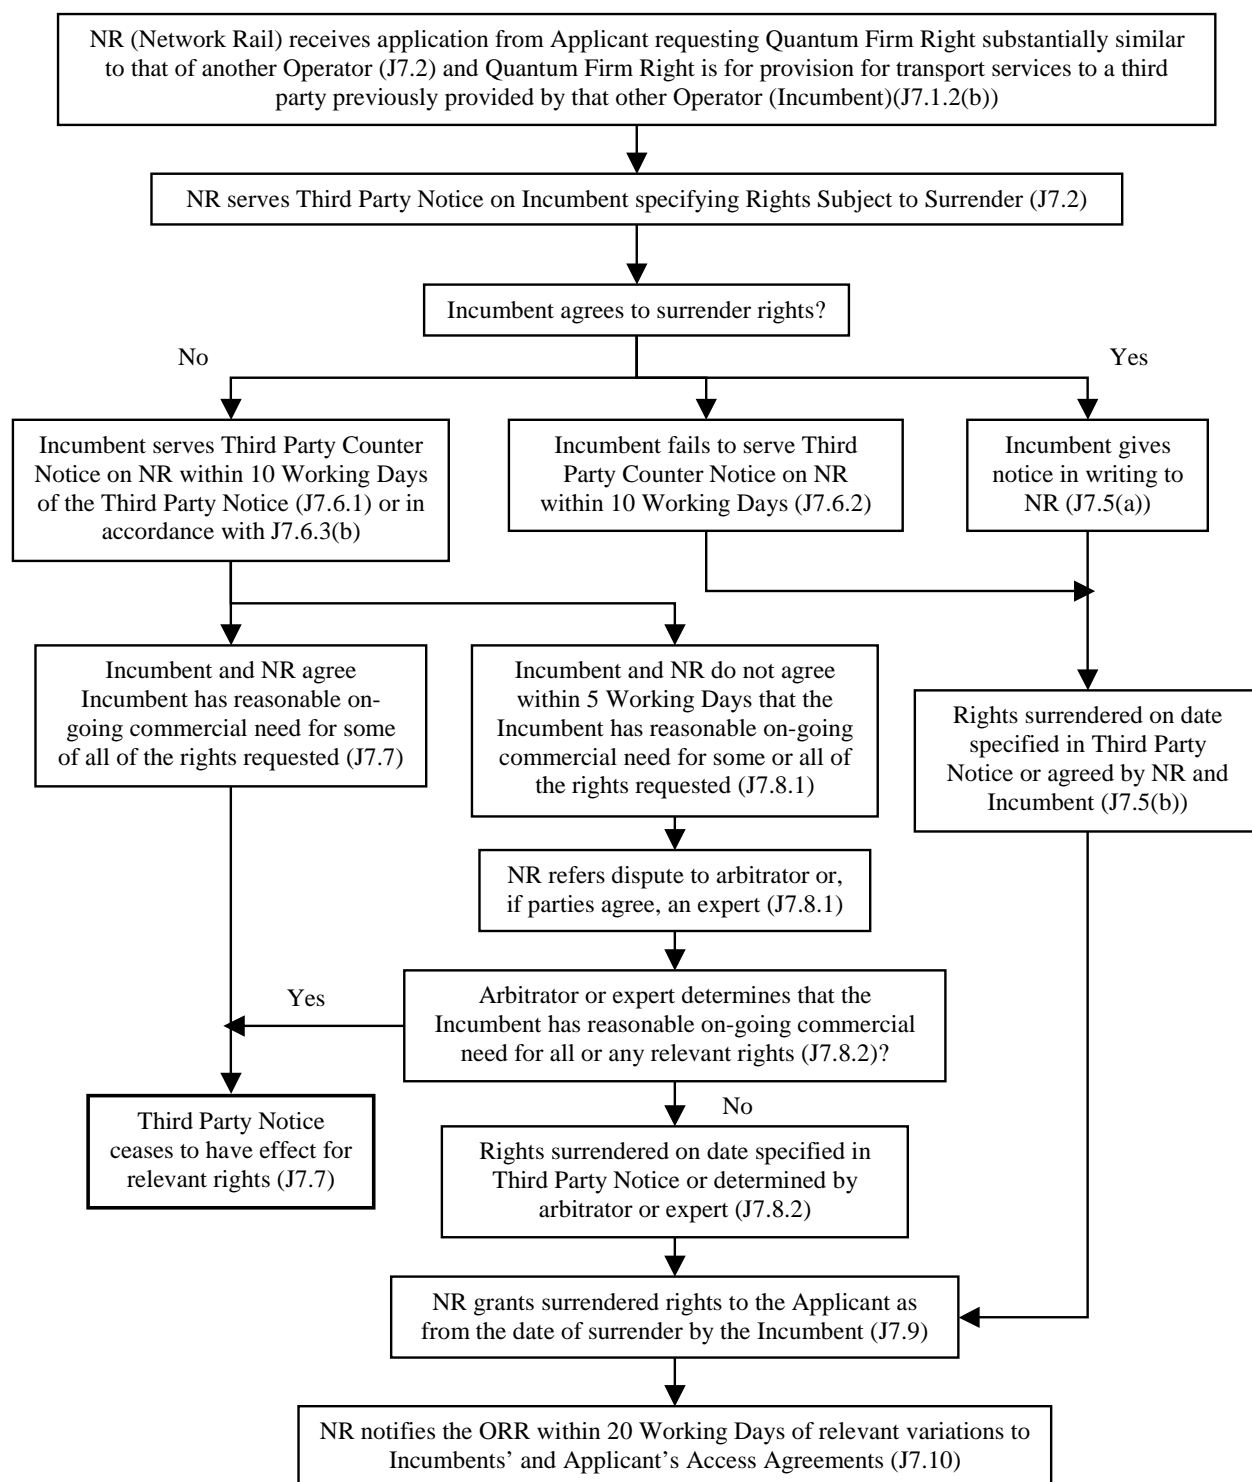 NR (Network Rail) receives application from Applicant requesting Quantum Firm Right substantially similar
to that of another Operator (J7.2) and Quantum Firm Right is for provision for transport services to a third
party previously provided by that other Operator (Incumbent)(J7.1.2(b))
NR serves Third Party Notice on Incumbent specifying Rights Subject to Surrender (J7.2)
Incumbent agrees to surrender rights?
No
Yes
Incumbent serves Third Party Counter
Notice on NR within 10 Working Days
of the Third Party Notice (J7.6.1) or in
accordance with J7.6.3(b)
Incumbent fails to serve Third
Party Counter Notice on NR
within 10 Working Days (J7.6.2)
Incumbent gives
notice in writing to
NR (J7.5(a))
Incumbent and NR agree
Incumbent has reasonable on-
going commercial need for some
of all of the rights requested (J7.7)
Incumbent and NR do not agree
within 5 Working Days that the
Incumbent has reasonable on-going
commercial need for some or all of
the rights requested (J7.8.1)
Rights surrendered on date
specified in Third Party
Notice or agreed by NR and
Incumbent (J7.5(b))
NR refers dispute to arbitrator or,
if parties agree, an expert (J7.8.1)
Yes
Arbitrator or expert determines that the
Incumbent has reasonable on-going commercial
need for all or any relevant rights (J7.8.2)?
No
Third Party Notice
ceases to have effect for
relevant rights (J7.7)
Rights surrendered on date specified in
Third Party Notice or determined by
arbitrator or expert (J7.8.2)
NR grants surrendered rights to the Applicant as
from the date of surrender by the Incumbent (J7.9)
NR notifies the ORR within 20 Working Days of relevant variations to
Incumbents’ and Applicant’s Access Agreements (J7.10)